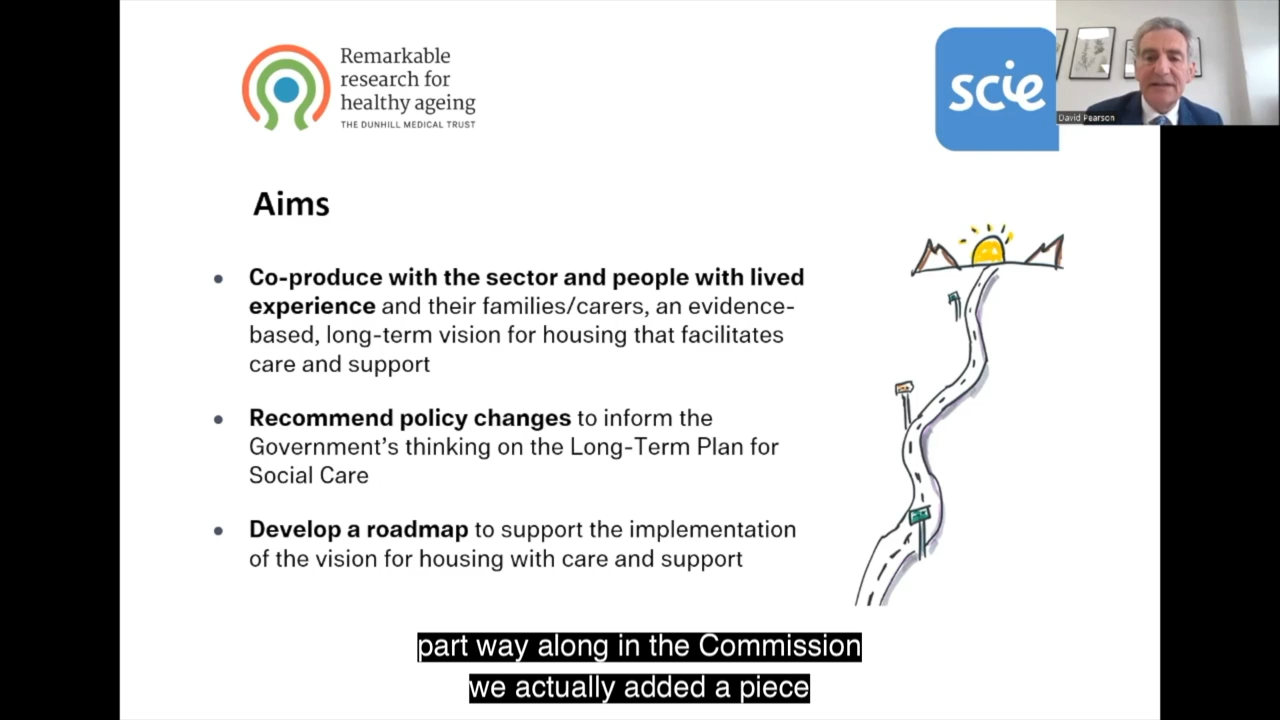 Remarkable
research for
healthy ageing
THE DUNHILL MEDICAL TRUST
scie
David Pearson
Aims
• Co-produce with the sector and people with lived
experience and their families/carers, an evidence-
based, long-term vision for housing that facilitates
care and support
• Recommend policy changes to inform the
Government’s thinking on the Long-Term Plan for
Social Care
• Develop a roadmap to support the implementation
of the vision for housing with care and support
part way along in the Commission
we actually added a piece